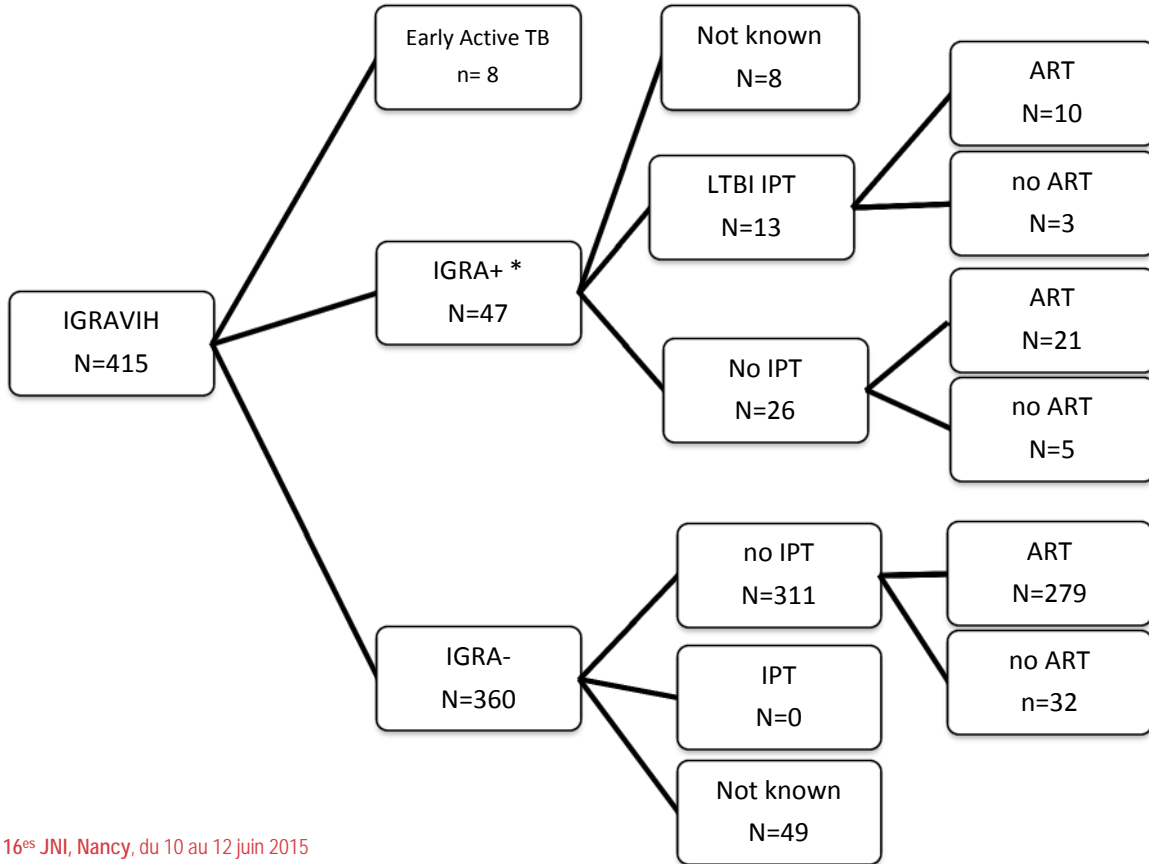 Early Active TB
n= 8
Not known
N=8
ART
N=10
LTBI IPT
N=13
no ART
N=3
IGRA+ *
N=47
ART
N=21
IGRAVIH
N=415
No IPT
N=26
no ART
N=5
no IPT
N=311
ART
N=279
IGRA-
N=360
IPT
N=0
no ART
n=32
Not known
N=49
16es JNI, Nancy, du 10 au 12 juin 2015